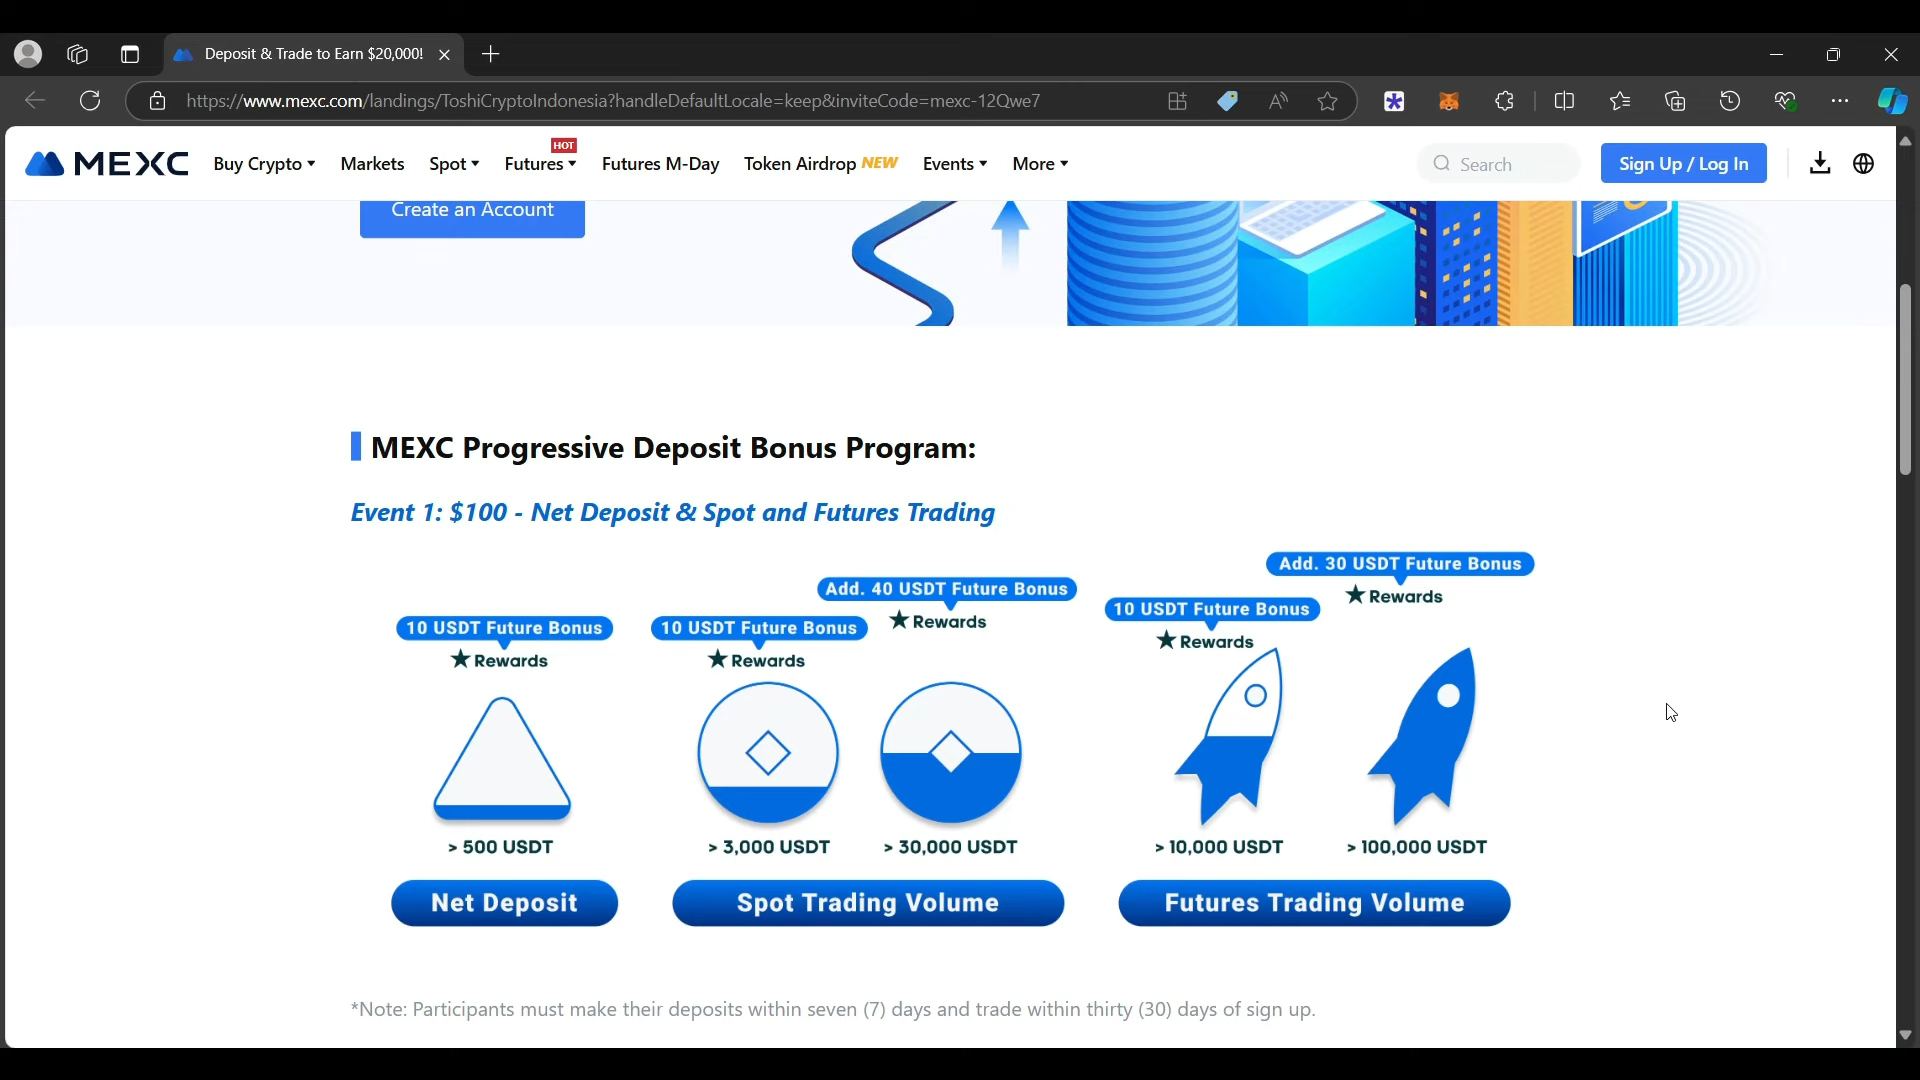 Deposit & Trade to Earn $20,000!
https://www.mexc.com/landings/ToshiCryptoIndonesia?handleDefaultLocale=keep&inviteCode=mexc-12Qwe7
MEXC Buy Crypto Markets Spot Futures HOT Futures M-Day Token Airdrop NEW Events More Search Sign Up / Log In
Create an Account
MEXC Progressive Deposit Bonus Program:
Event 1: $100 - Net Deposit & Spot and Futures Trading
10 USDT Future Bonus
★ Rewards
> 500 USDT
Net Deposit
10 USDT Future Bonus
★ Rewards
> 3,000 USDT
Add. 40 USDT Future Bonus
★ Rewards
> 30,000 USDT
Spot Trading Volume
10 USDT Future Bonus
★ Rewards
> 10,000 USDT
Add. 30 USDT Future Bonus
★ Rewards
> 100,000 USDT
Futures Trading Volume
*Note: Participants must make their deposits within seven (7) days and trade within thirty (30) days of sign up.